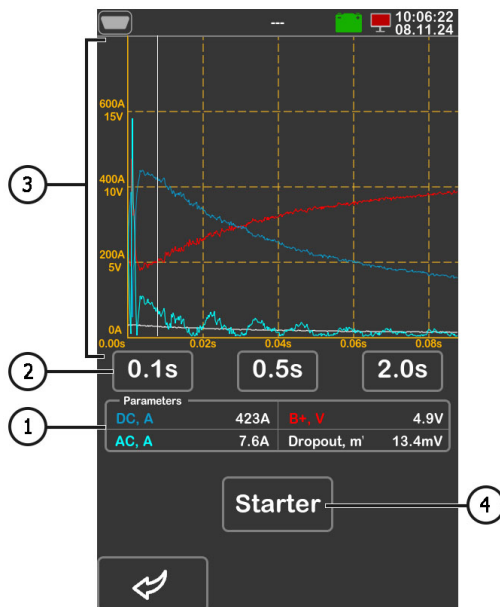 ---
10:06:22
08.11.24
600A
15V
400A
10V
200A
5V
0A
0.00s 0.02s 0.04s 0.06s 0.08s
3
2
0.1s 0.5s 2.0s
Parameters
1
DC, A 423A B+, V 4.9V
AC, A 7.6A Dropout, m' 13.4mV
Starter
4